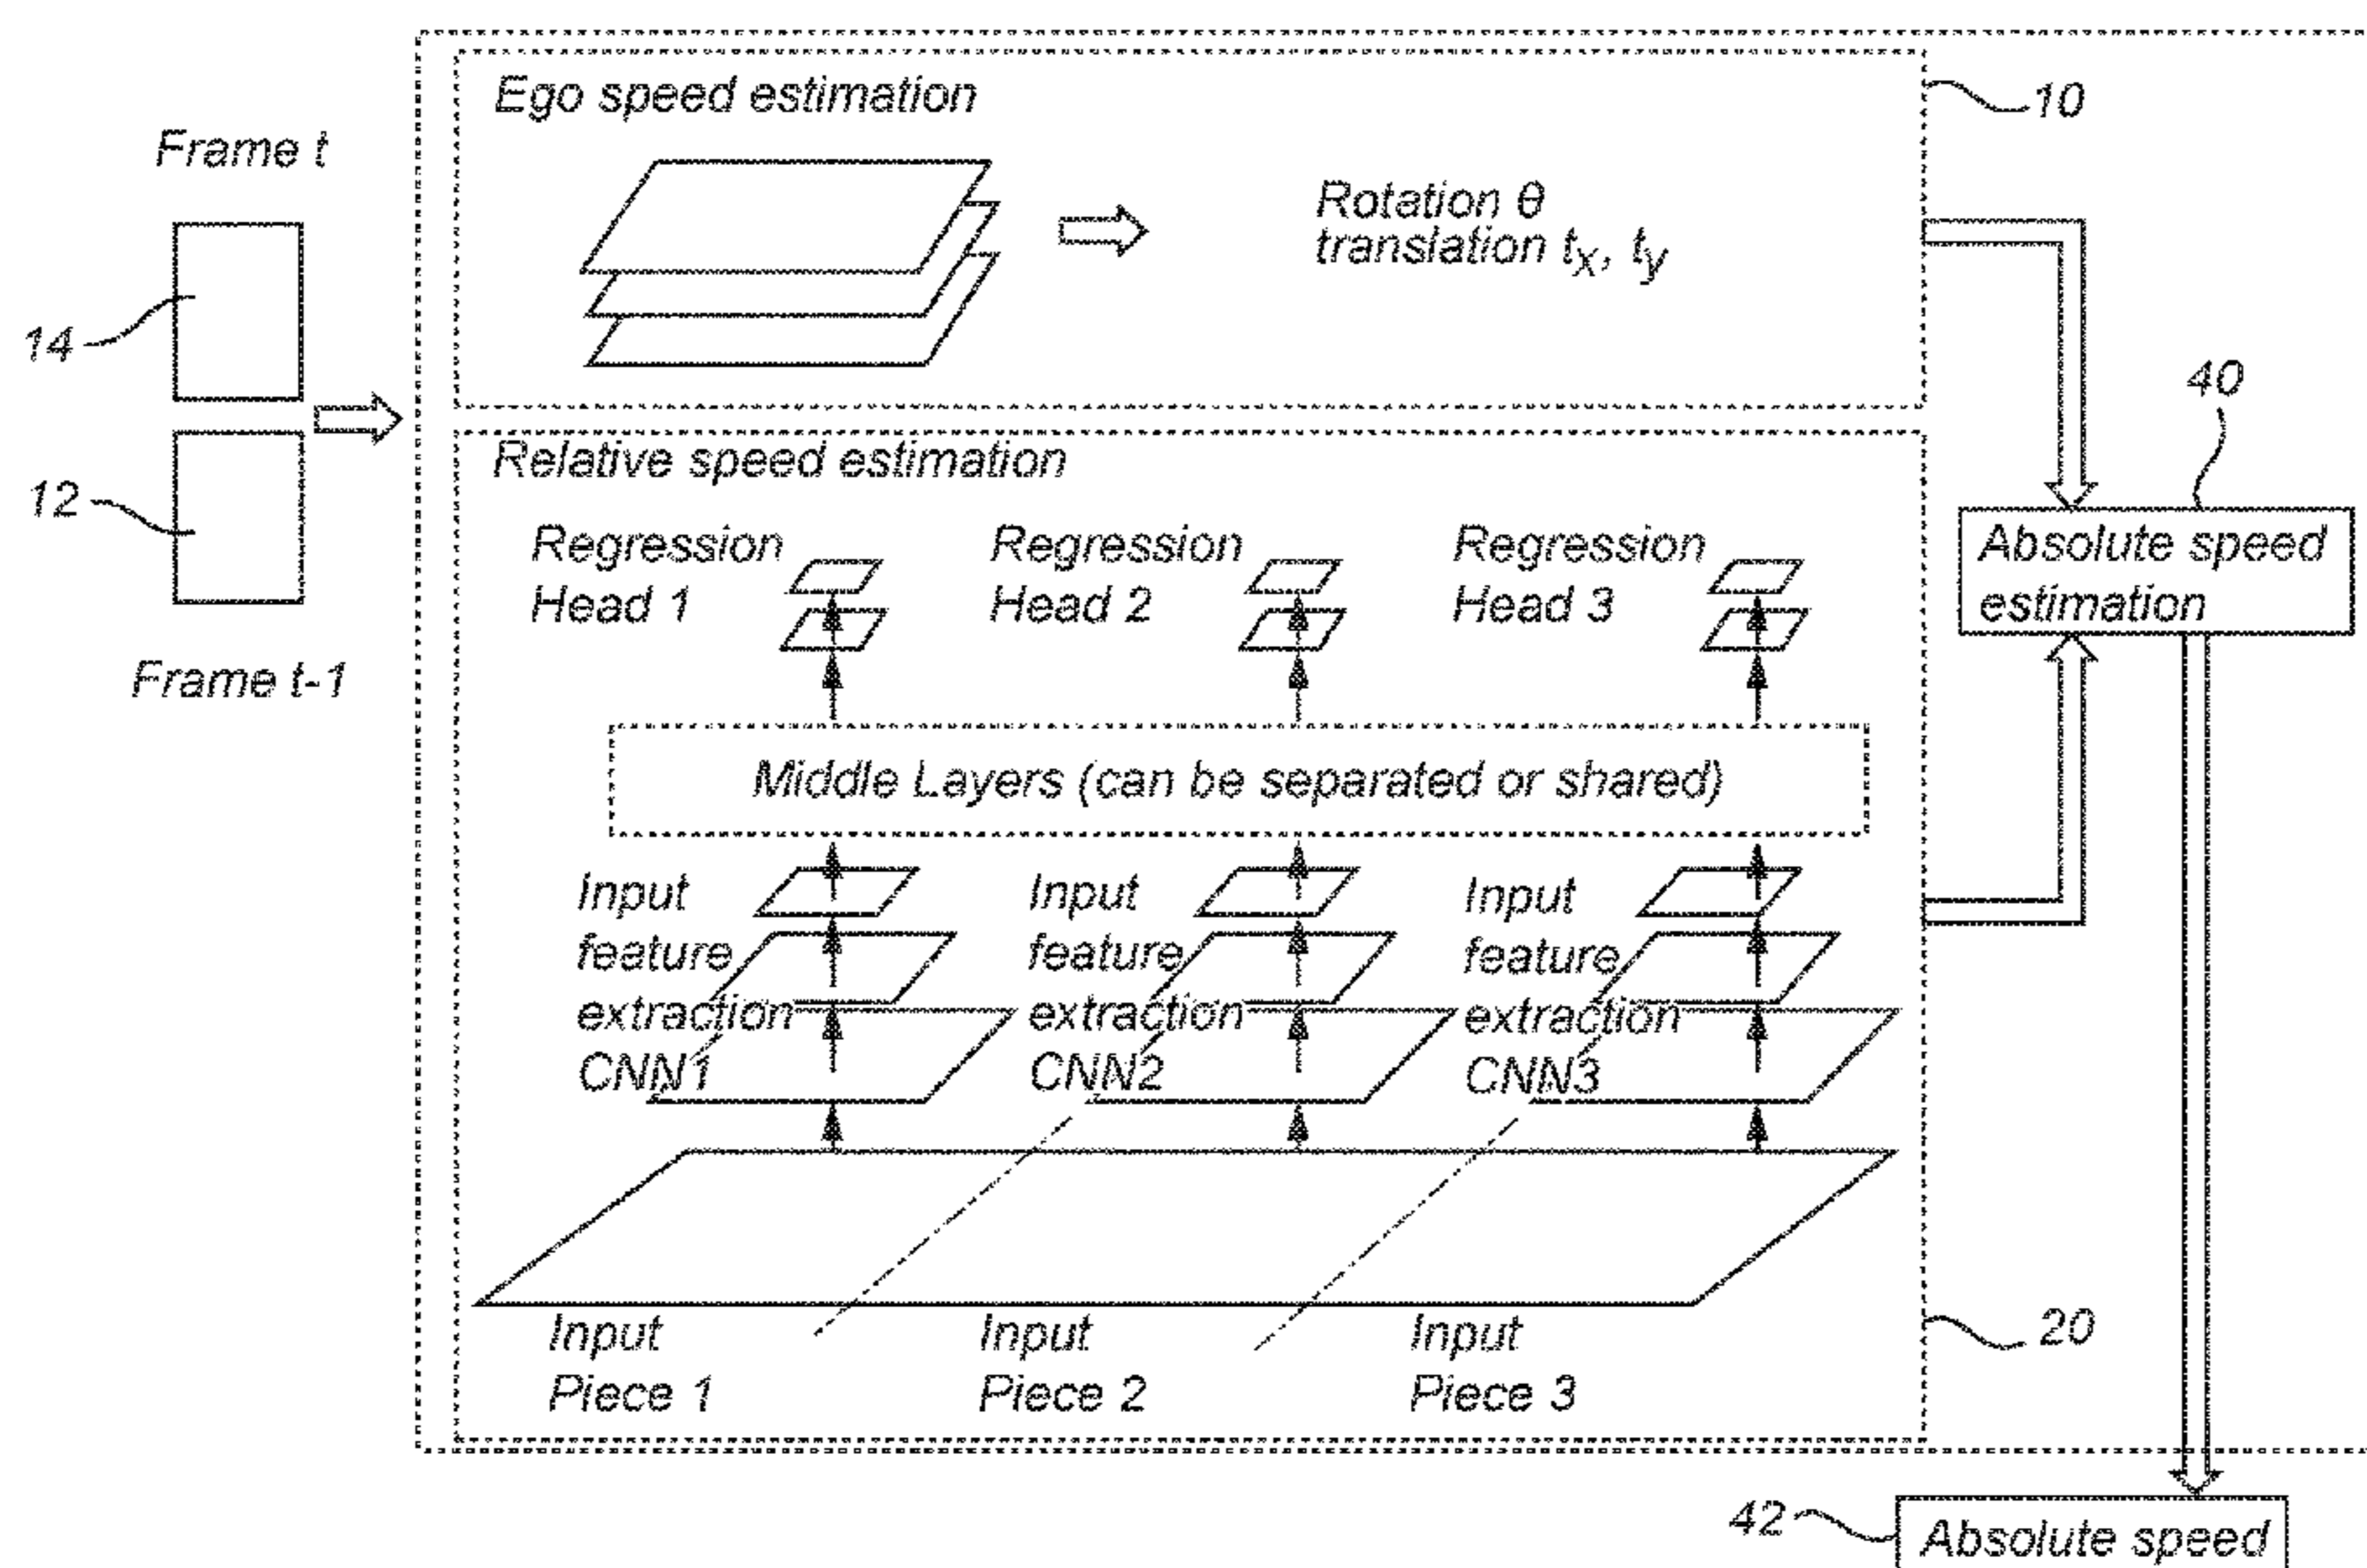 Ego speed estimation
10
Frame t
Rotation θ
translation tx, ty
14
40
Relative speed estimation
12
Regression
Head 1
Regression
Head 2
Regression
Head 3
Absolute speed
estimation
Frame t-1
Middle Layers (can be separated or shared)
Input
feature
extraction
CNN1
Input
feature
extraction
CNN2
Input
feature
extraction
CNN3
Input
Piece 1
Input
Piece 2
Input
Piece 3
20
42
Absolute speed